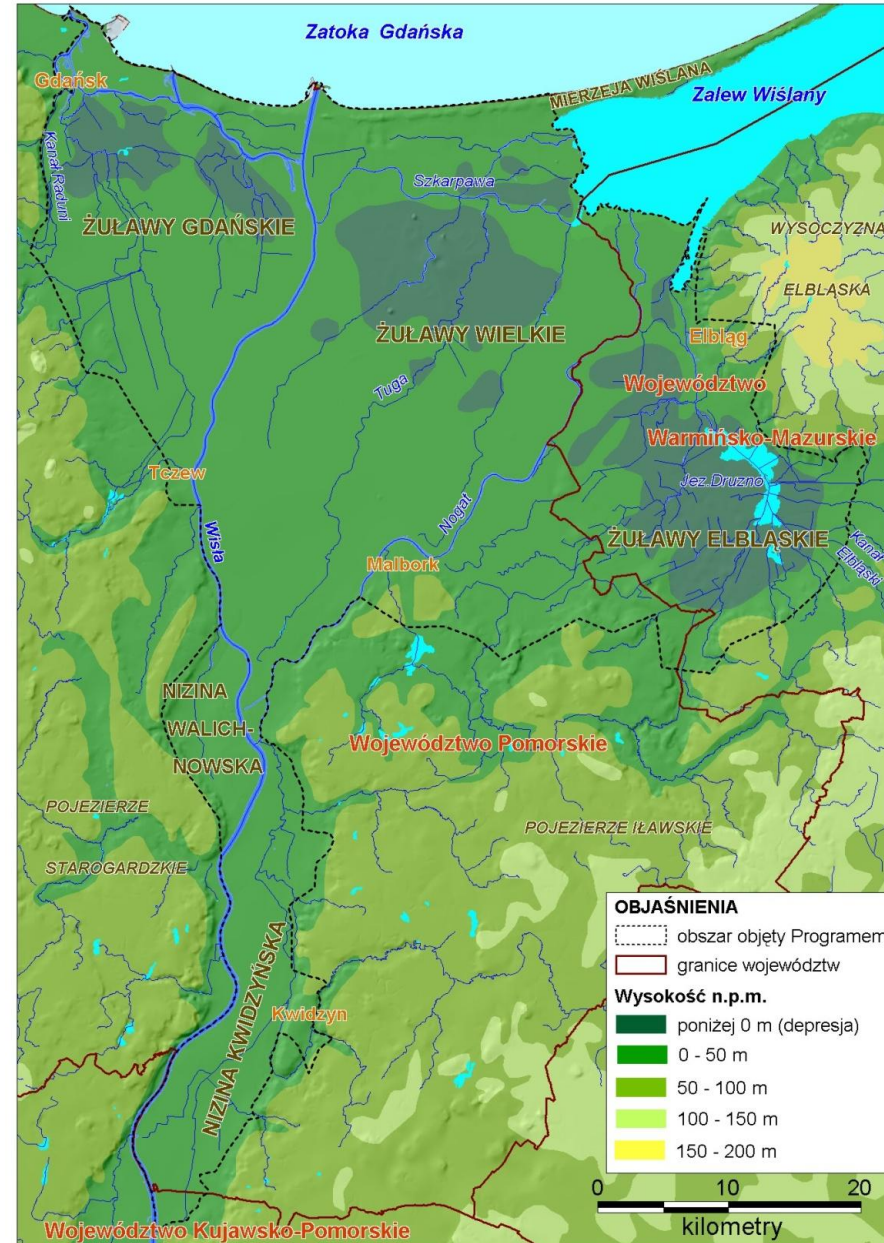 Zatoka Gdańska
MIERZEJA WIŚLANA
Zalew Wiślany
Gdańsk
Kanał Raduni
Szkarpawa
ŻUŁAWY GDAŃSKIE
WYSOCZYZNA
ELBLĄSKA
ŻUŁAWY WIELKIE
Elbląg
Tuga
Województwo
Warmińsko-Mazurskie
Tczew
Jez.Druzno
Nogat
Wisła
ŻUŁAWY ELBLĄSKIE
Kanał
Elbląski
Malbork
NIZINA
WALICH-
NOWSKA
Województwo Pomorskie
POJEZIERZE
STAROGARDZKIE
POJEZIERZE IŁAWSKIE
NIZINA KWIDZYŃSKA
Kwidzyn
OBJAŚNIENIA
obszar objęty Programem
granice województw
Wysokość n.p.m.
poniżej 0 m (depresja)
0 - 50 m
50 - 100 m
100 - 150 m
150 - 200 m
0 10 20
kilometry
Województwo Kujawsko-Pomorskie